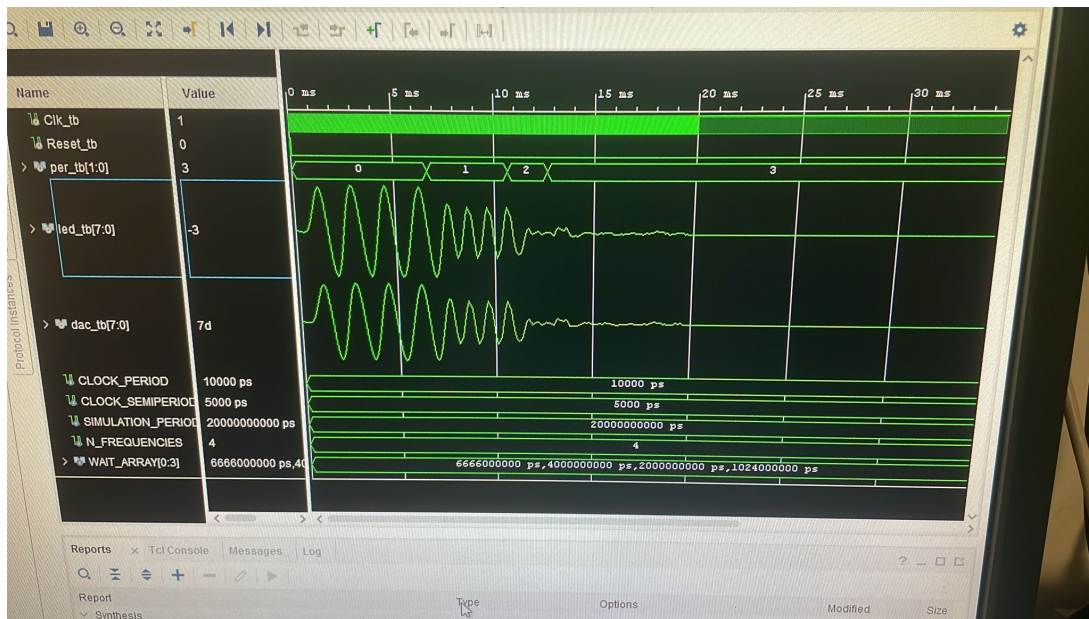 Name Value 0 ms 5 ms 10 ms 15 ms 20 ms 25 ms 30 ms
Clk_tb 1
Reset_tb 0
per_tb[1:0] 3 0 1 2 3
led_tb[7:0] -3
dac_tb[7:0] 7d
Protocol Instances
CLOCK_PERIOD 10000 ps 10000 ps
CLOCK_SEMIPERIOD 5000 ps 5000 ps
SIMULATION_PERIOD 20000000000 ps 20000000000 ps
N_FREQUENCIES 4 4
WAIT_ARRAY[0:3] 6666000000 ps,40 6666000000 ps,4000000000 ps,2000000000 ps,1024000000 ps
Reports Tcl Console Messages Log
Report Type Options Modified Size
Synthesis